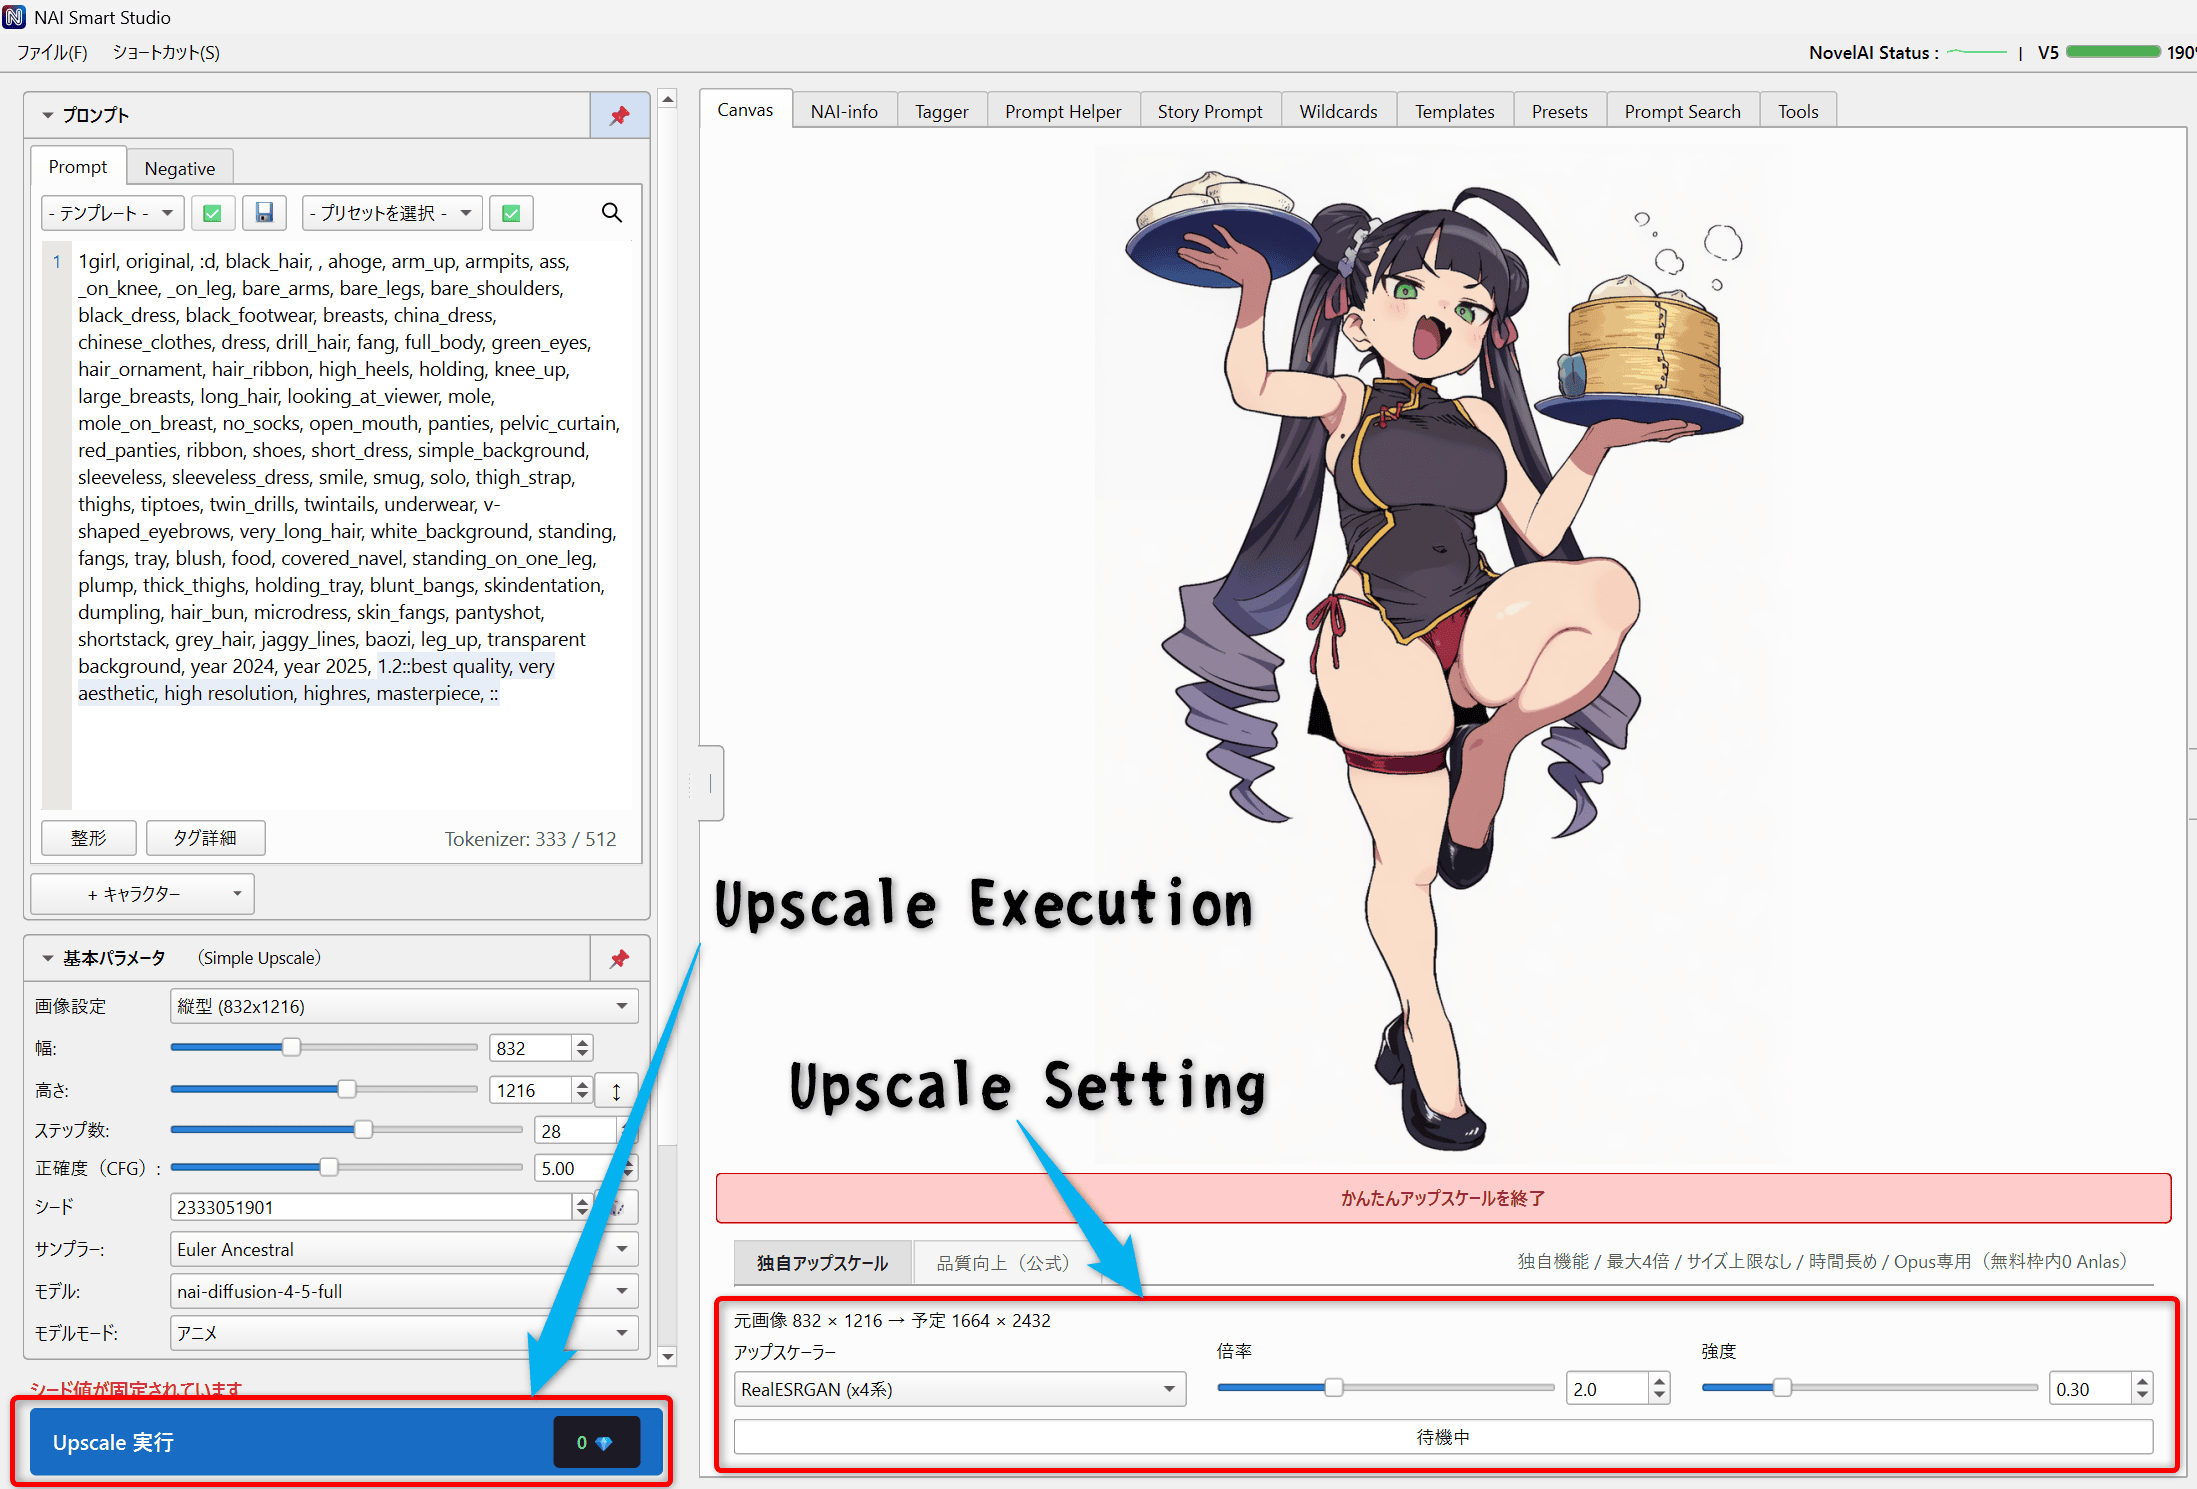 NAI Smart Studio
ファイル(F) ショートカット(S)
NovelAI Status : | V5 190%
プロンプト
Canvas NAI-info Tagger Prompt Helper Story Prompt Wildcards Templates Presets Prompt Search Tools
Prompt Negative
- テンプレート - - プリセットを選択 -
1
1girl, original, :d, black_hair, , ahoge, arm_up, armpits, ass,
_on_knee, _on_leg, bare_arms, bare_legs, bare_shoulders,
black_dress, black_footwear, breasts, china_dress,
chinese_clothes, dress, drill_hair, fang, full_body, green_eyes,
hair_ornament, hair_ribbon, high_heels, holding, knee_up,
large_breasts, long_hair, looking_at_viewer, mole,
mole_on_breast, no_socks, open_mouth, panties, pelvic_curtain,
red_panties, ribbon, shoes, short_dress, simple_background,
sleeveless, sleeveless_dress, smile, smug, solo, thigh_strap,
thighs, tiptoes, twin_drills, twintails, underwear, v-
shaped_eyebrows, very_long_hair, white_background, standing,
fangs, tray, blush, food, covered_navel, standing_on_one_leg,
plump, thick_thighs, holding_tray, blunt_bangs, skindentation,
dumpling, hair_bun, microdress, skin_fangs, pantyshot,
shortstack, grey_hair, jaggy_lines, baozi, leg_up, transparent
background, year 2024, year 2025, 1.2::best quality, very
aesthetic, high resolution, highres, masterpiece, ::
整形 タグ詳細 Tokenizer: 333 / 512
+ キャラクター
Upscale Execution
基本パラメータ （Simple Upscale）
画像設定 縦型 (832x1216)
幅: 832
高さ: 1216
ステップ数: 28
正確度（CFG）: 5.00
シード 2333051901
サンプラー: Euler Ancestral
モデル: nai-diffusion-4-5-full
モデルモード: アニメ
シード値が固定されています
Upscale 実行 0
Upscale Setting
かんたんアップスケールを終了
独自アップスケール 品質向上（公式） 独自機能 / 最大4倍 / サイズ上限なし / 時間長め / Opus専用（無料枠内0 Anlas）
元画像 832 × 1216 → 予定 1664 × 2432
アップスケーラー 倍率 強度
RealESRGAN (x4系) 2.0 0.30
待機中